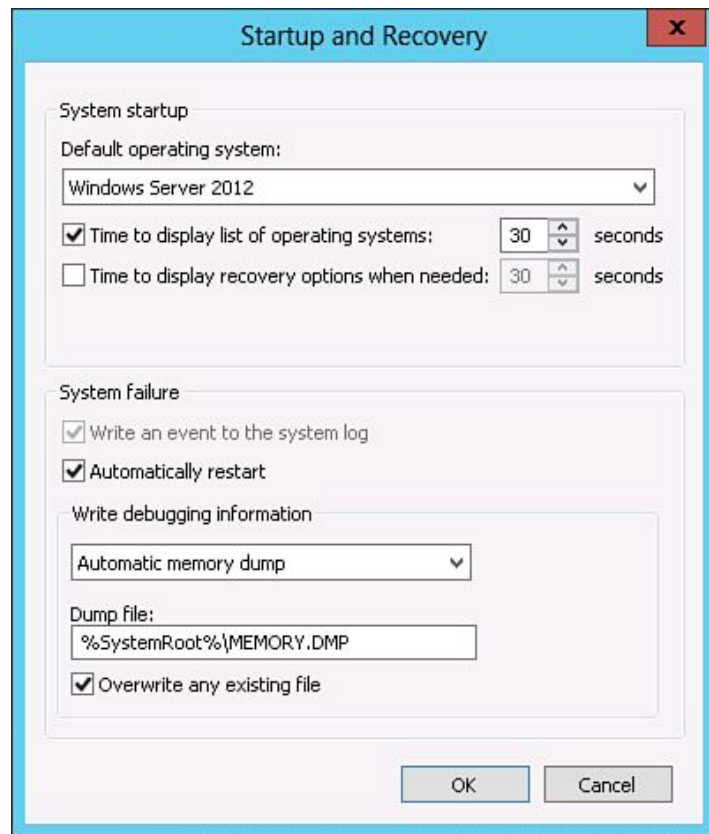 Startup and Recovery
x
System startup
Default operating system:
Windows Server 2012
Time to display list of operating systems: 30 seconds
Time to display recovery options when needed: 30 seconds
System failure
Write an event to the system log
Automatically restart
Write debugging information
Automatic memory dump
Dump file:
%SystemRoot%\MEMORY.DMP
Overwrite any existing file
OK Cancel